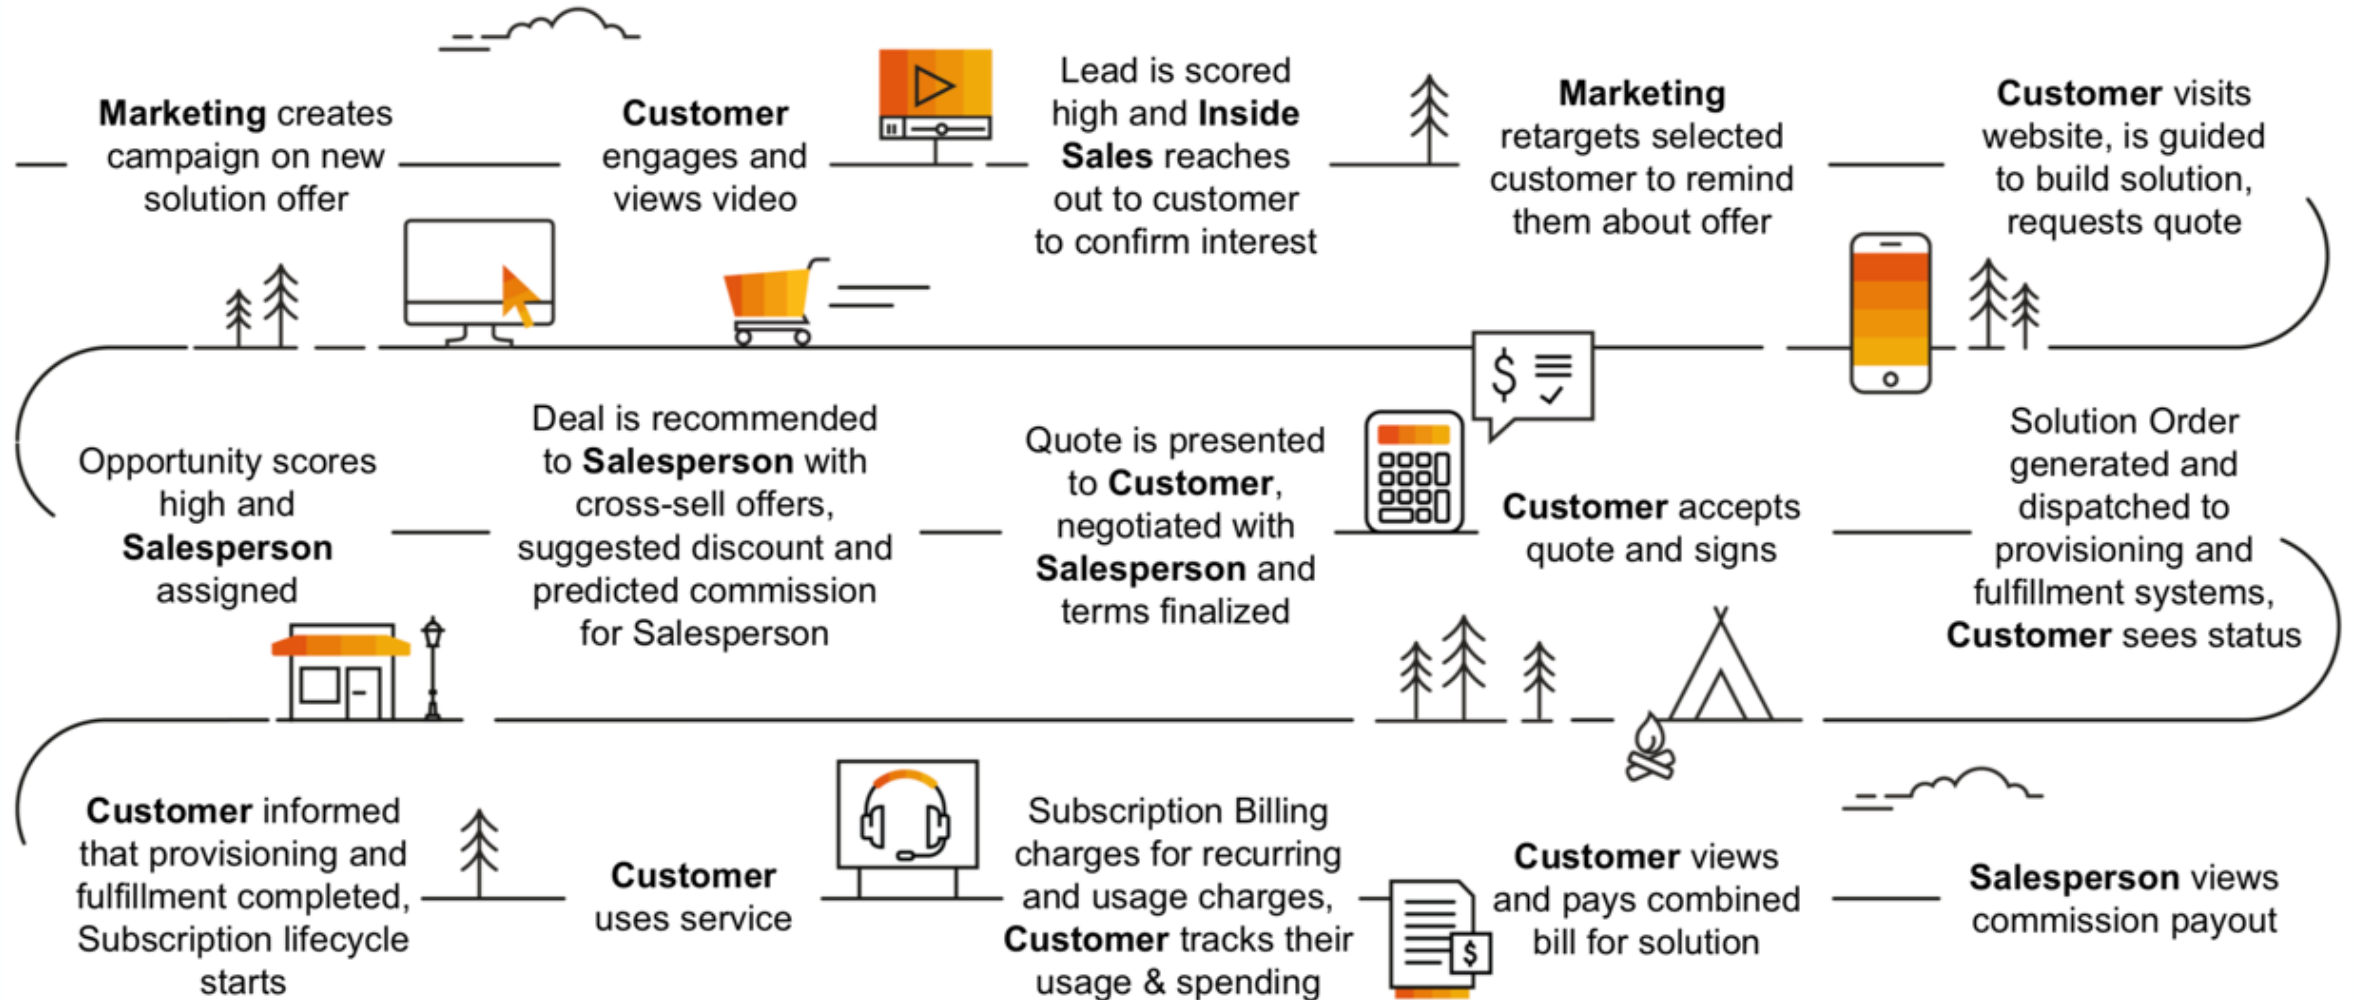 Marketing creates
campaign on new
solution offer
Customer
engages and
views video
Lead is scored
high and Inside
Sales reaches
out to customer
to confirm interest
Marketing
retargets selected
customer to remind
them about offer
Customer visits
website, is guided
to build solution,
requests quote
Opportunity scores
high and
Salesperson
assigned
Deal is recommended
to Salesperson with
cross-sell offers,
suggested discount and
predicted commission
for Salesperson
Quote is presented
to Customer,
negotiated with
Salesperson and
terms finalized
$
Customer accepts
quote and signs
Solution Order
generated and
dispatched to
provisioning and
fulfillment systems,
Customer sees status
Customer informed
that provisioning and
fulfillment completed,
Subscription lifecycle
starts
Customer
uses service
Subscription Billing
charges for recurring
and usage charges,
Customer tracks their
usage & spending
$
Customer views
and pays combined
bill for solution
Salesperson views
commission payout